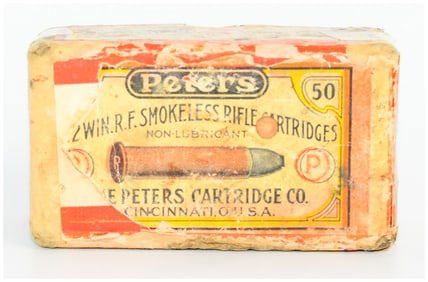 Peters
50
2 WIN. R.F. SMOKELESS RIFLE CARTRIDGES
NON-LUBRICANT
P
E PETERS CARTRIDGE CO.
CINCINNATI, O. U.S.A.